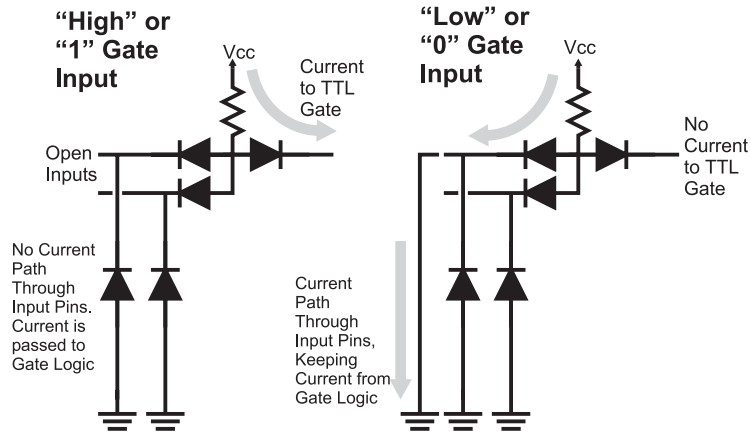 “High” or
“1” Gate
Input
Vcc
Current
to TTL
Gate
Open
Inputs
No Current
Path
Through
Input Pins.
Current is
passed to
Gate Logic
“Low” or
“0” Gate
Input
Vcc
No
Current
to TTL
Gate
Current
Path
Through
Input Pins,
Keeping
Current from
Gate Logic